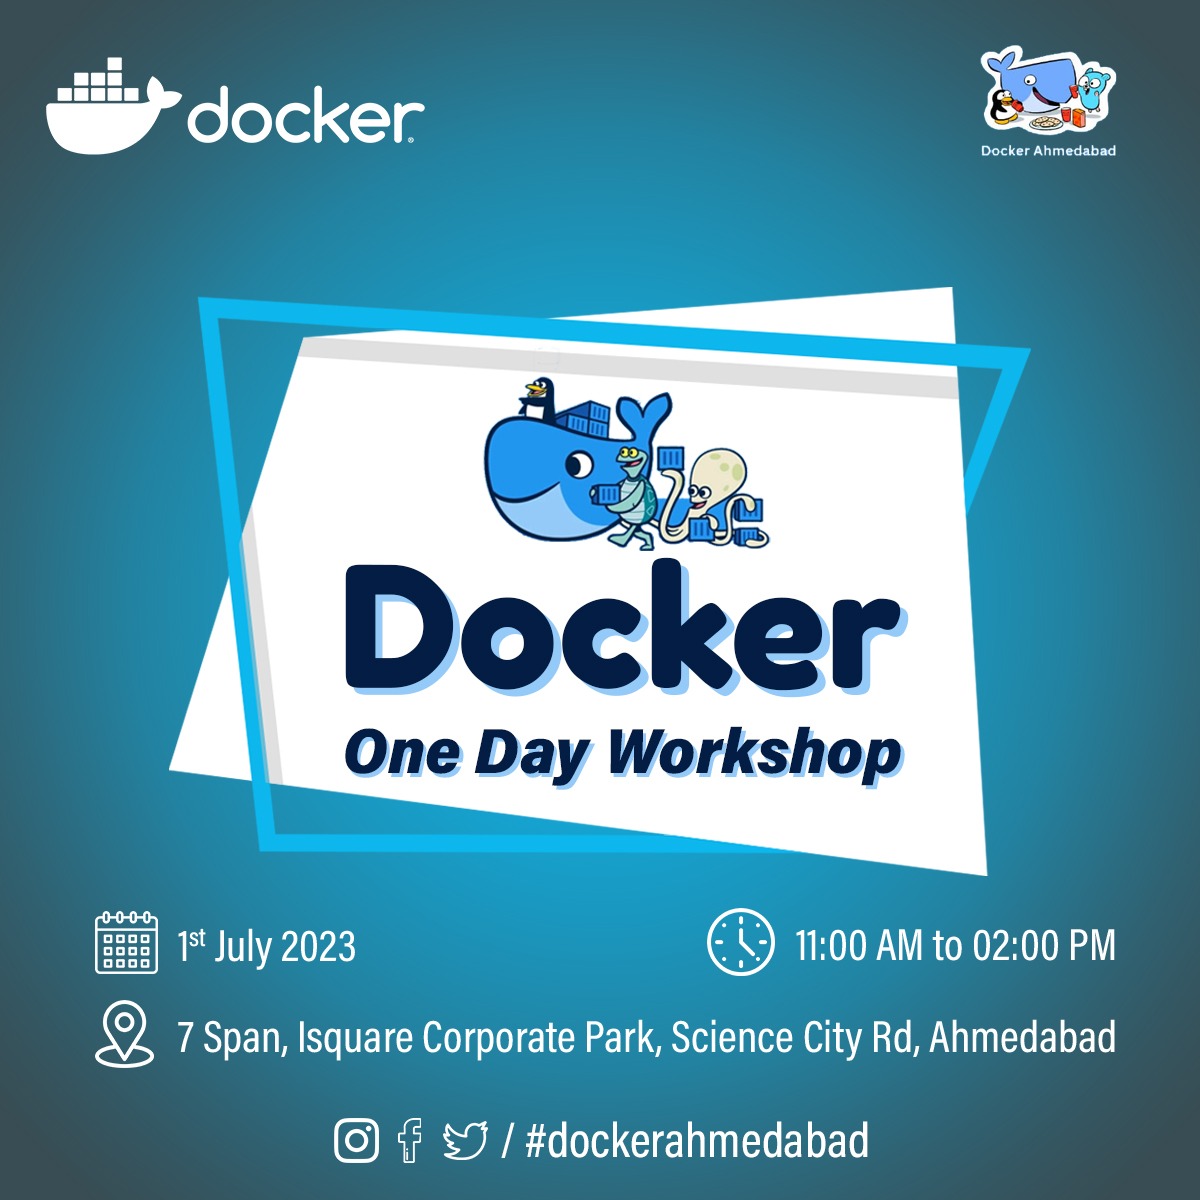 docker
Docker Ahmedabad
Docker
One Day Workshop
1st July 2023
11:00 AM to 02:00 PM
7 Span, Isquare Corporate Park, Science City Rd, Ahmedabad
/ #dockerahmedabad